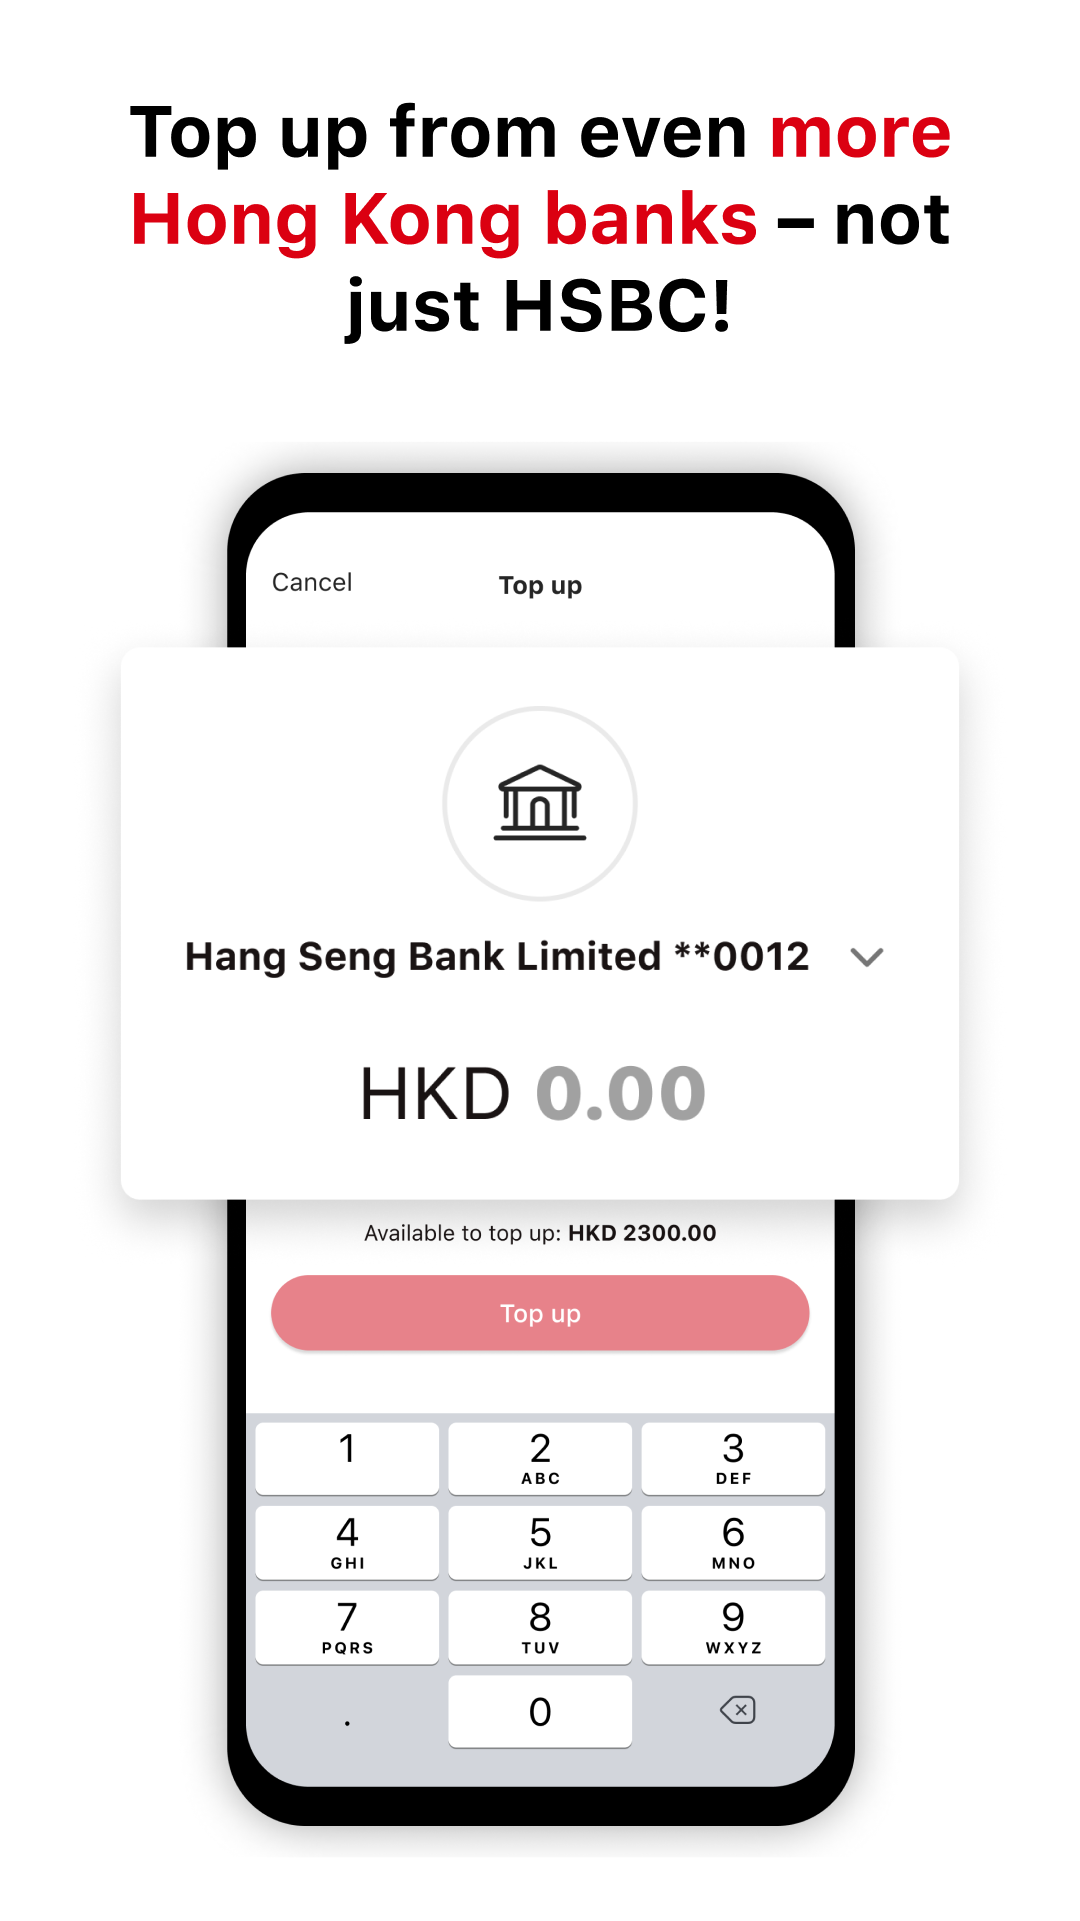 Top up from even more
Hong Kong banks – not
just HSBC!
Cancel
Top up
Hang Seng Bank Limited **0012
HKD 0.00
Available to top up: HKD 2300.00
Top up
1
2
ABC
3
DEF
4
GHI
5
JKL
6
MNO
7
PQRS
8
TUV
9
WXYZ
.
0